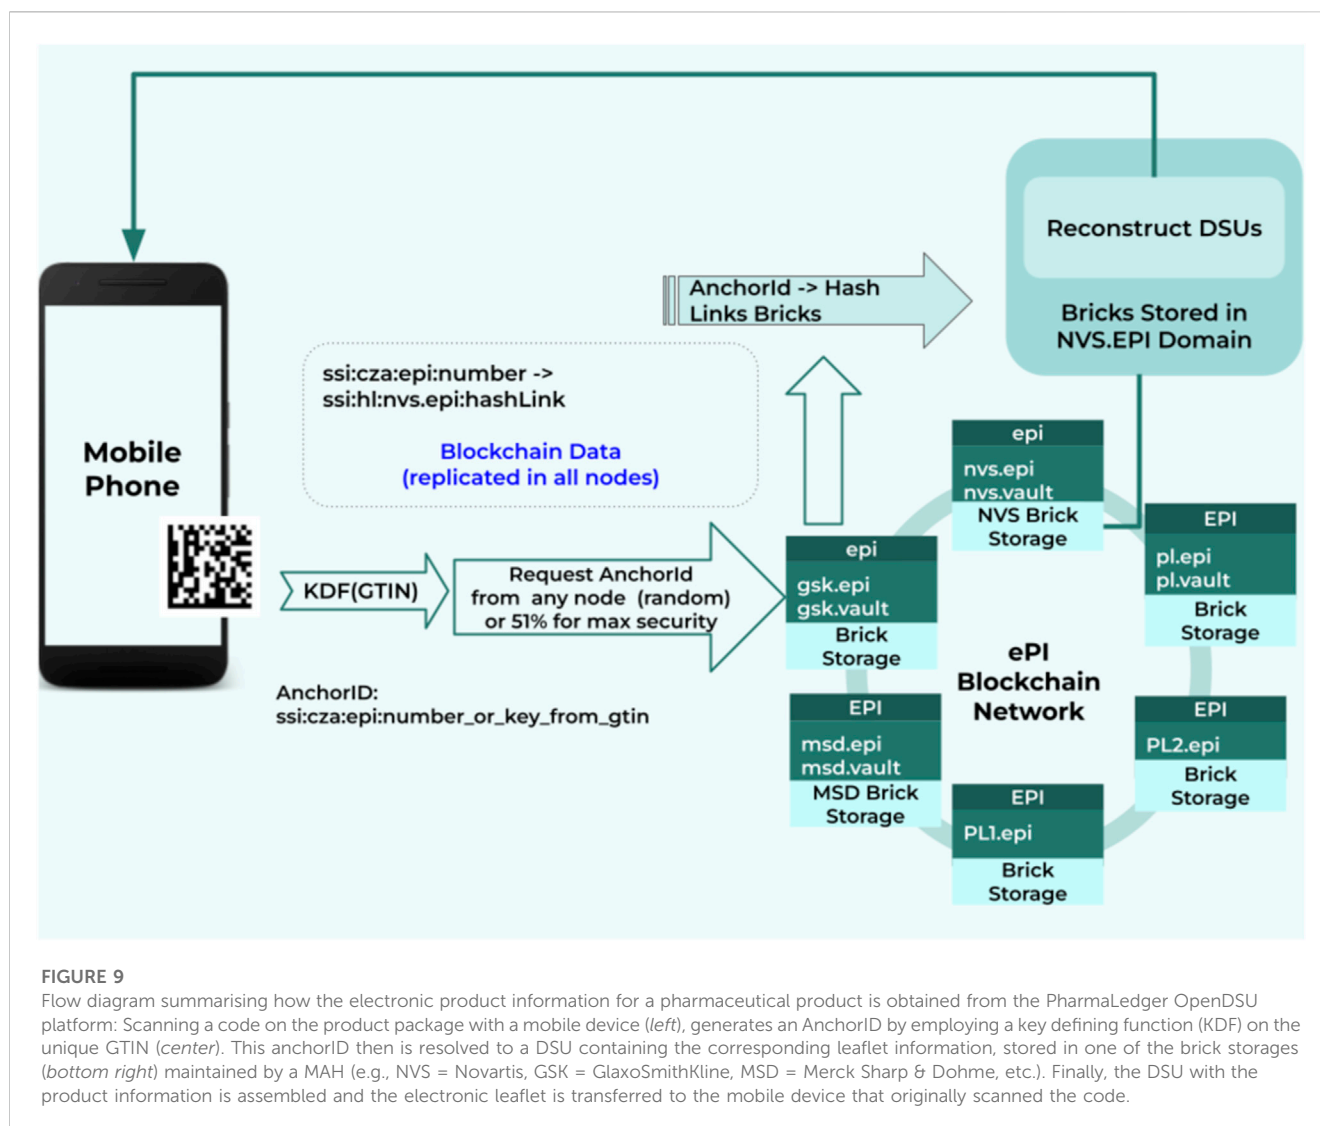 Reconstruct DSUs
Bricks Stored in
NVS.EPI Domain
AnchorId -> Hash
Links Bricks
ssi:cza:epi:number ->
ssi:hl:nvs.epi:hashLink
Blockchain Data
(replicated in all nodes)
Mobile
Phone
KDF(GTIN)
Request AnchorId
from any node (random)
or 51% for max security
AnchorID:
ssi:cza:epi:number_or_key_from_gtin
epi
nvs.epi
nvs.vault
NVS Brick
Storage
EPI
pl.epi
pl.vault
Brick
Storage
epi
gsk.epi
gsk.vault
Brick
Storage
ePI
Blockchain
Network
EPI
msd.epi
msd.vault
MSD Brick
Storage
EPI
PL2.epi
Brick
Storage
EPI
PL1.epi
Brick
Storage
FIGURE 9
Flow diagram summarising how the electronic product information for a pharmaceutical product is obtained from the PharmaLedger OpenDSU
platform: Scanning a code on the product package with a mobile device (left), generates an AnchorID by employing a key defining function (KDF) on the
unique GTIN (center). This anchorID then is resolved to a DSU containing the corresponding leaflet information, stored in one of the brick storages
(bottom right) maintained by a MAH (e.g., NVS = Novartis, GSK = GlaxoSmithKline, MSD = Merck Sharp & Dohme, etc.). Finally, the DSU with the
product information is assembled and the electronic leaflet is transferred to the mobile device that originally scanned the code.